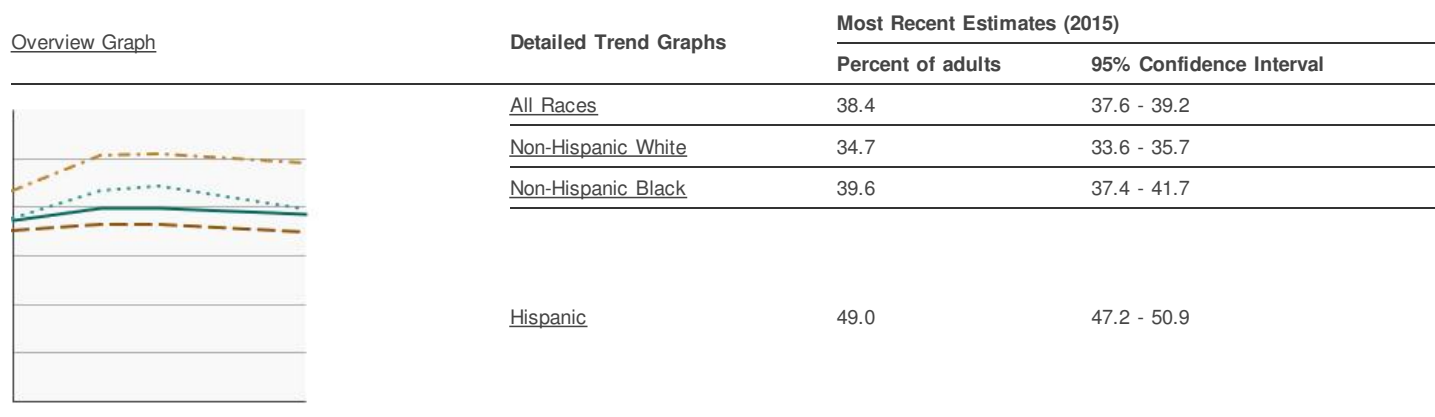 Most Recent Estimates (2015)
Overview Graph Detailed Trend Graphs
Percent of adults 95% Confidence Interval
All Races 38.4 37.6 - 39.2
Non-Hispanic White 34.7 33.6 - 35.7
Non-Hispanic Black 39.6 37.4 - 41.7
Hispanic 49.0 47.2 - 50.9